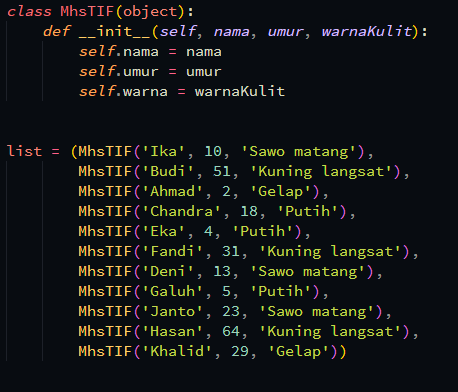 class MhsTIF(object):
    def __init__(self, nama, umur, warnaKulit):
        self.nama = nama
        self.umur = umur
        self.warna = warnaKulit
list = (MhsTIF('Ika', 10, 'Sawo matang'),
        MhsTIF('Budi', 51, 'Kuning langsat'),
        MhsTIF('Ahmad', 2, 'Gelap'),
        MhsTIF('Chandra', 18, 'Putih'),
        MhsTIF('Eka', 4, 'Putih'),
        MhsTIF('Fandi', 31, 'Kuning langsat'),
        MhsTIF('Deni', 13, 'Sawo matang'),
        MhsTIF('Galuh', 5, 'Putih'),
        MhsTIF('Janto', 23, 'Sawo matang'),
        MhsTIF('Hasan', 64, 'Kuning langsat'),
        MhsTIF('Khalid', 29, 'Gelap'))